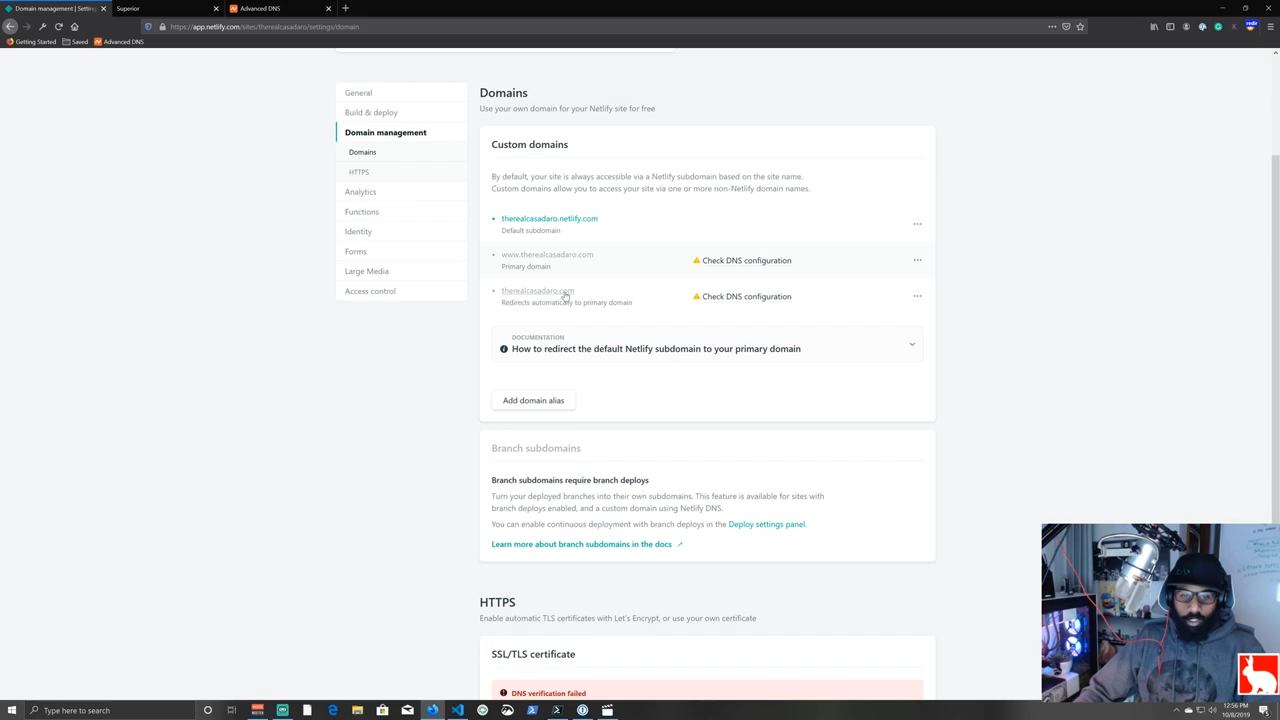 Domain management | Settings
Superior
Advanced DNS
https://app.netlify.com/sites/therealcasadaro/settings/domain
Getting Started
Saved
Advanced DNS
General
Build & deploy
Domain management
Domains
HTTPS
Analytics
Functions
Identity
Forms
Large Media
Access control
Domains
Use your own domain for your Netlify site for free
Custom domains
By default, your site is always accessible via a Netlify subdomain based on the site name.
Custom domains allow you to access your site via one or more non-Netlify domain names.
therealcasadaro.netlify.com
Default subdomain
www.therealcasadaro.com
Primary domain
Check DNS configuration
therealcasadaro.com
Redirects automatically to primary domain
Check DNS configuration
DOCUMENTATION
How to redirect the default Netlify subdomain to your primary domain
Add domain alias
Branch subdomains
Branch subdomains require branch deploys
Turn your deployed branches into their own subdomains. This feature is available for sites with
branch deploys enabled, and a custom domain using Netlify DNS.
You can enable continuous deployment with branch deploys in the Deploy settings panel.
Learn more about branch subdomains in the docs
HTTPS
Enable automatic TLS certificates with Let's Encrypt, or use your own certificate
SSL/TLS certificate
DNS verification failed
Type here to search
12:56 PM
10/8/2019